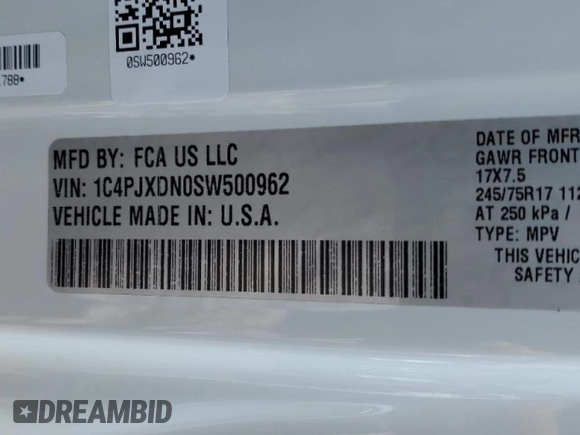 788*
0SW500962*
MFD BY: FCA US LLC
VIN: 1C4PJXDN0SW500962
VEHICLE MADE IN: U.S.A.
DATE OF MFR
GAWR FRONT
17X7.5
245/75R17 112
AT 250 kPa /
TYPE: MPV
THIS VEHIC
SAFETY
DREAMBID